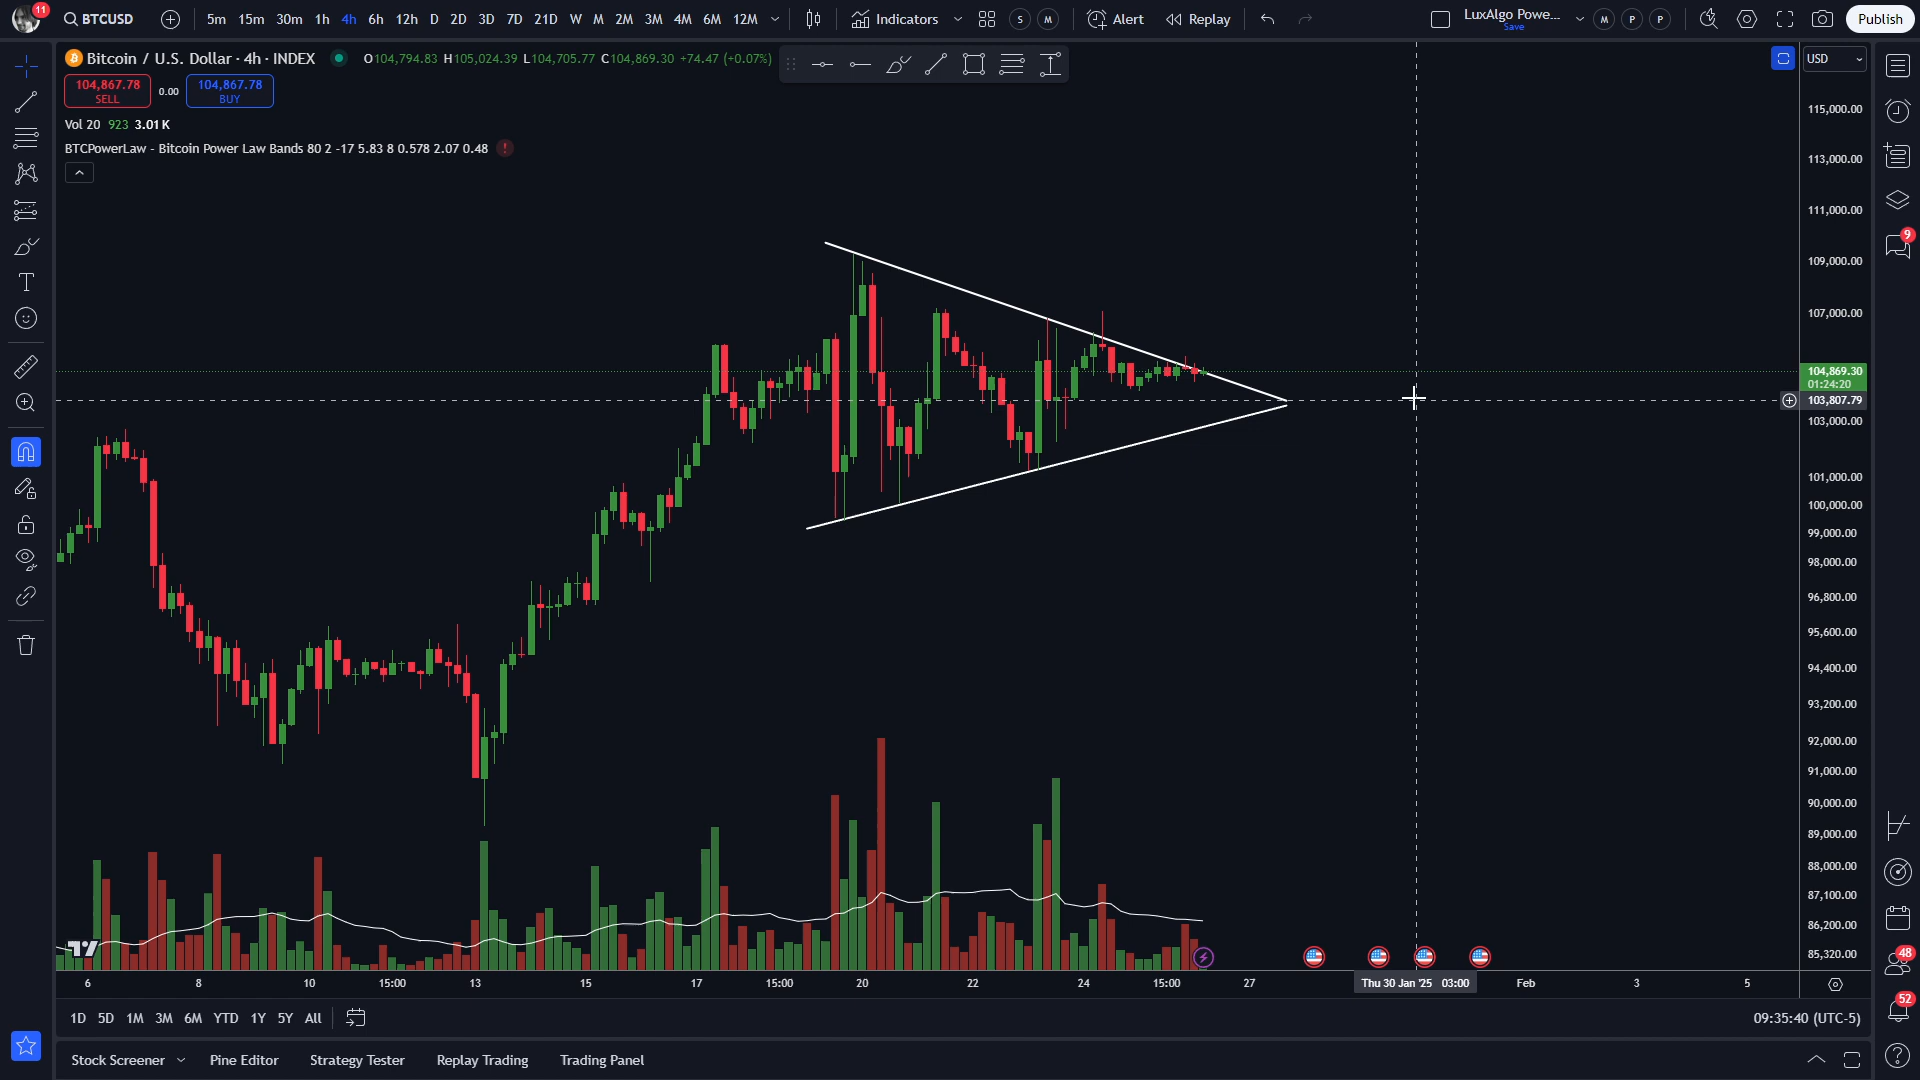 11
BTCUSD
5m 15m 30m 1h 4h 6h 12h D 2D 3D 7D 21D W M 2M 3M 4M 6M 12M
Indicators
S M
Alert
Replay
LuxAlgo Powe...
Save
M P P
Publish
Bitcoin / U.S. Dollar · 4h · INDEX
O104,794.83 H105,024.39 L104,705.77 C104,869.30 +74.47 (+0.07%)
USD
104,867.78
SELL
0.00
104,867.78
BUY
Vol 20 923 3.01 K
BTCPowerLaw - Bitcoin Power Law Bands 80 2 -17 5.83 8 0.578 2.07 0.48 !
115,000.00
113,000.00
111,000.00
9
109,000.00
107,000.00
104,869.30
01:24:20
103,807.79
103,000.00
101,000.00
100,000.00
99,000.00
98,000.00
96,800.00
95,600.00
94,400.00
93,200.00
92,000.00
91,000.00
90,000.00
89,000.00
88,000.00
87,100.00
86,200.00
85,320.00
48
52
6 8 10 15:00 13 15 17 15:00 20 22 24 15:00 27 Thu 30 Jan '25 03:00 Feb 3 5
1D 5D 1M 3M 6M YTD 1Y 5Y All
09:35:40 (UTC-5)
Stock Screener Pine Editor Strategy Tester Replay Trading Trading Panel